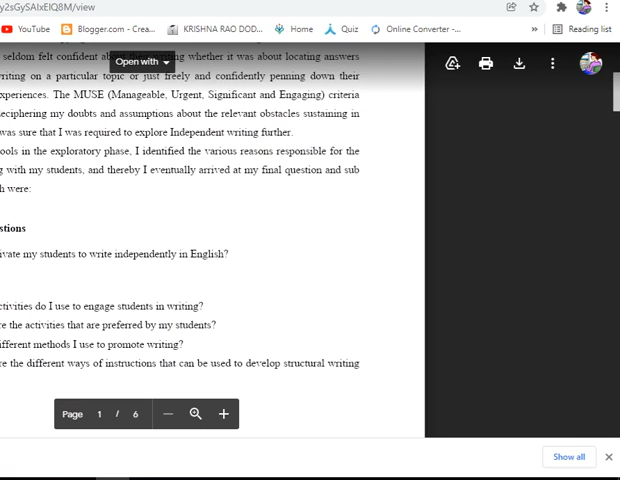 y2sGySAIxEIQ8M/view
YouTube Blogger.com - Crea... KRISHNA RAO DOD... Home Quiz Online Converter -... » Reading list
seldom felt confident about their writing whether it was about locating answers
Open with
riting on a particular topic or just freely and confidently penning down their
xperiences. The MUSE (Manageable, Urgent, Significant and Engaging) criteria
eciphering my doubts and assumptions about the relevant obstacles sustaining in
was sure that I was required to explore Independent writing further.
ools in the exploratory phase, I identified the various reasons responsible for the
g with my students, and thereby I eventually arrived at my final question and sub
h were:
stions
ivate my students to write independently in English?
ctivities do I use to engage students in writing?
re the activities that are preferred by my students?
ifferent methods I use to promote writing?
re the different ways of instructions that can be used to develop structural writing
Page 1 / 6
Show all